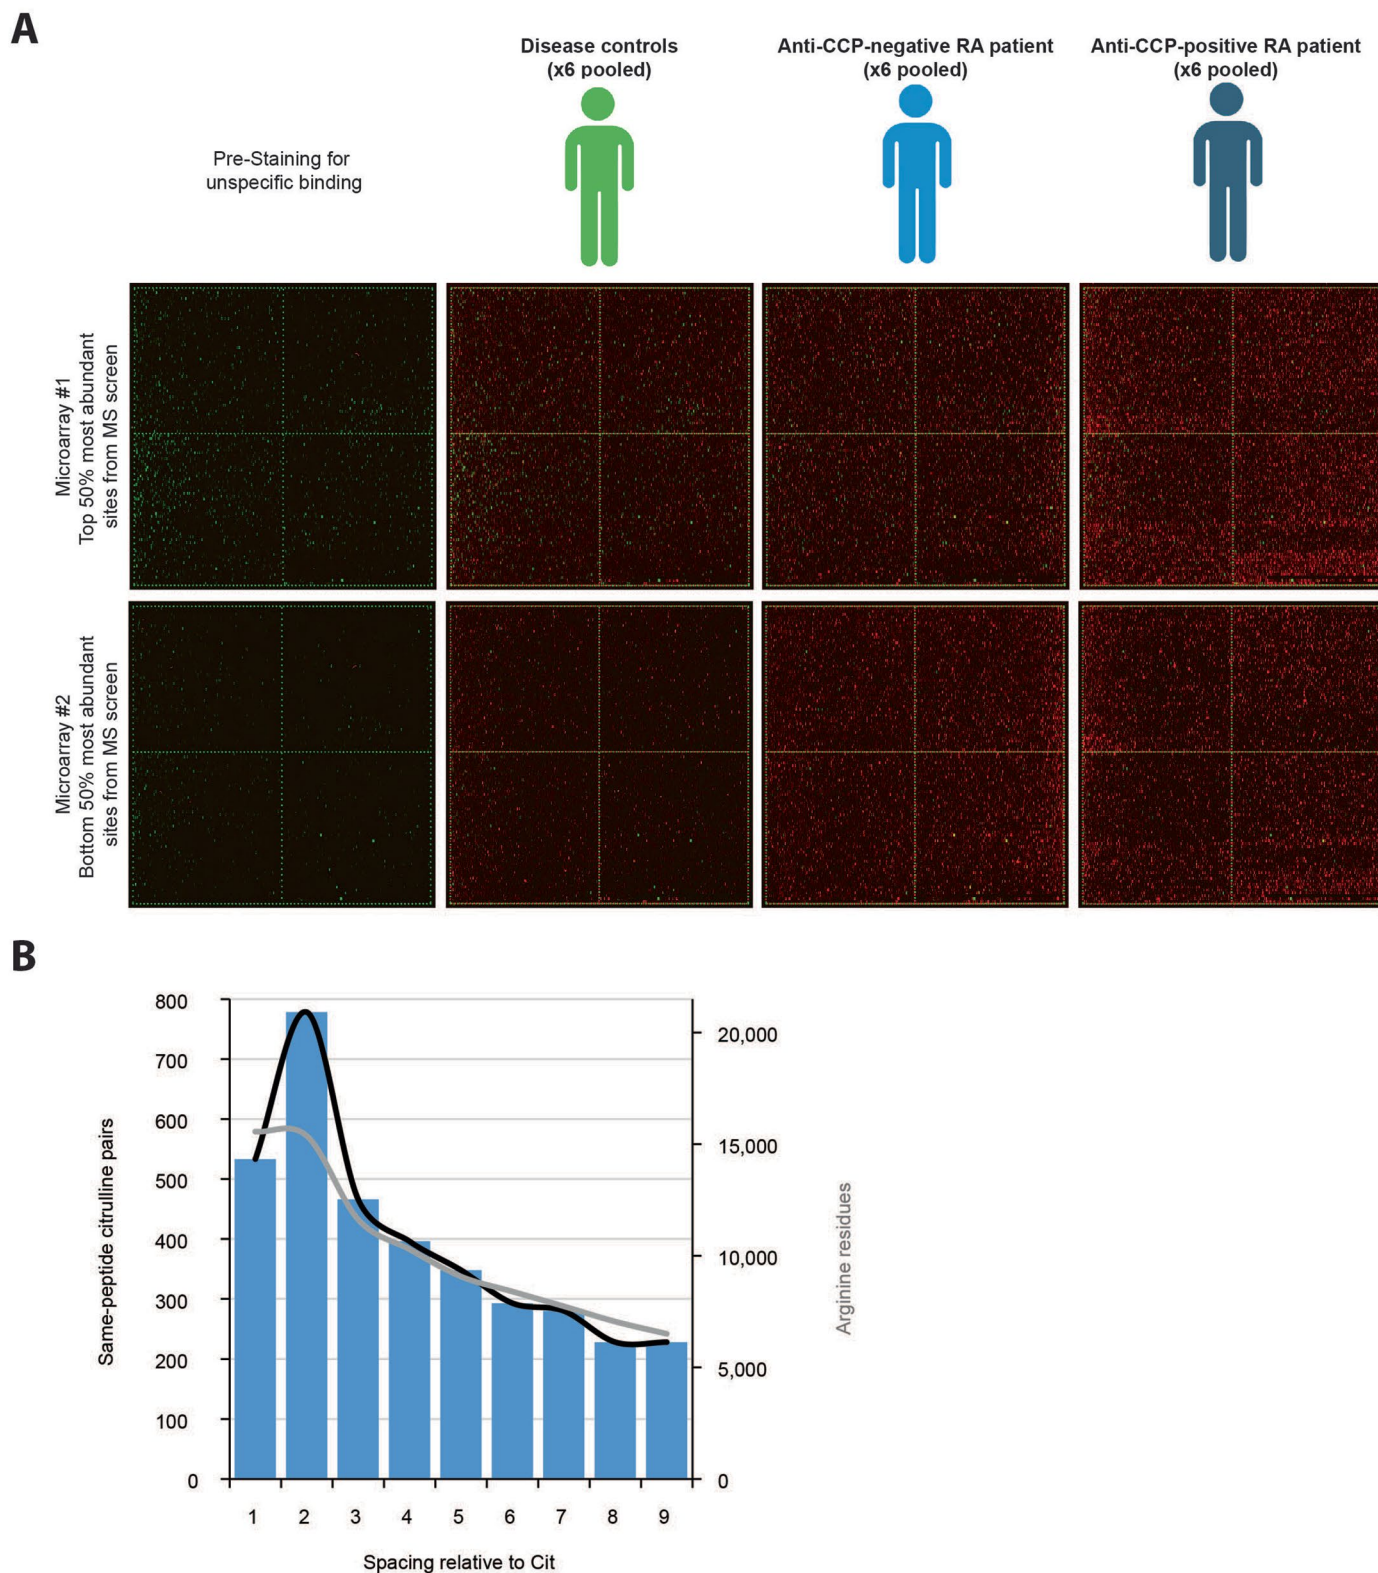 A
Disease controls
(x6 pooled)
Anti-CCP-negative RA patient
(x6 pooled)
Anti-CCP-positive RA patient
(x6 pooled)
Pre-Staining for
unspecific binding
Microarray #1
Top 50% most abundant
sites from MS screen
Microarray #2
Bottom 50% most abundant
sites from MS screen
B
Same-peptide citrulline pairs
800
700
600
500
400
300
200
100
0
20,000
15,000
10,000
5,000
0
Arginine residues
1 2 3 4 5 6 7 8 9
Spacing relative to Cit